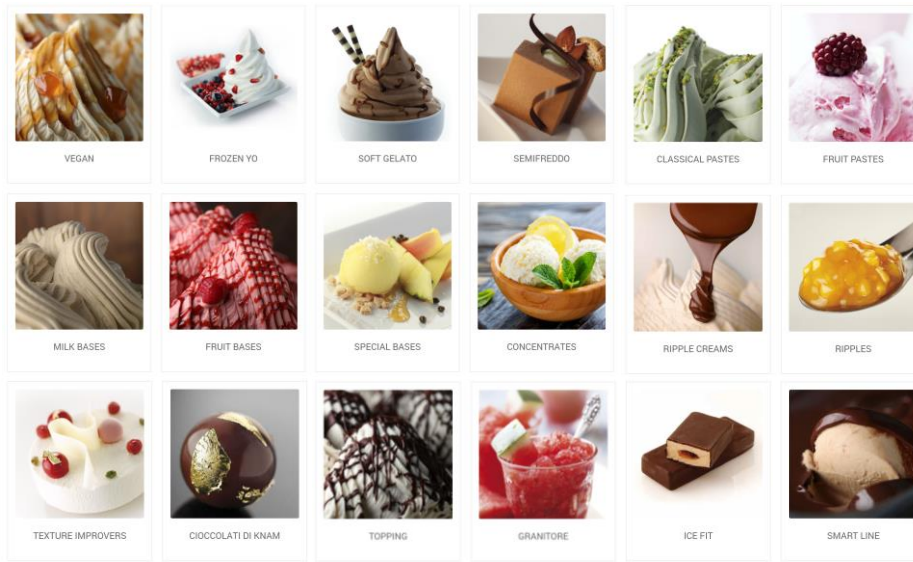 VEGAN
FROZEN YO
SOFT GELATO
SEMIFREDDO
CLASSICAL PASTES
FRUIT PASTES
MILK BASES
FRUIT BASES
SPECIAL BASES
CONCENTRATES
RIPPLE CREAMS
RIPPLES
TEXTURE IMPROVERS
CIOCCOLATI DI KNAM
TOPPING
GRANITORE
ICE FIT
SMART LINE